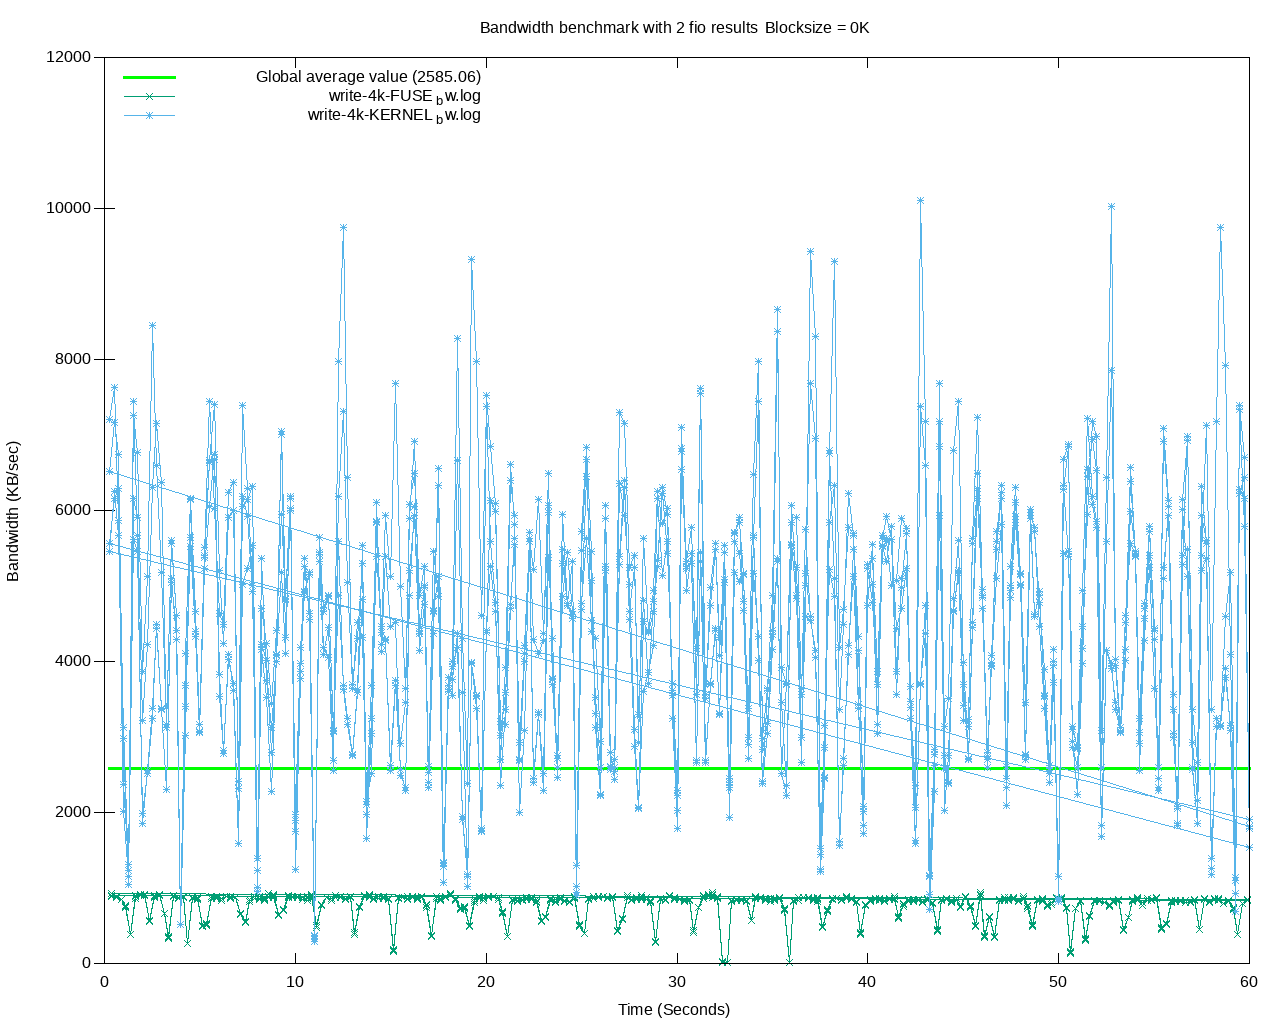 Bandwidth benchmark with 2 fio results Blocksize = 0K
Global average value (2585.06)
write-4k-FUSEbw.log
write-4k-KERNELbw.log
12000
10000
8000
6000
4000
2000
0
Bandwidth (KB/sec)
0 10 20 30 40 50 60
Time (Seconds)